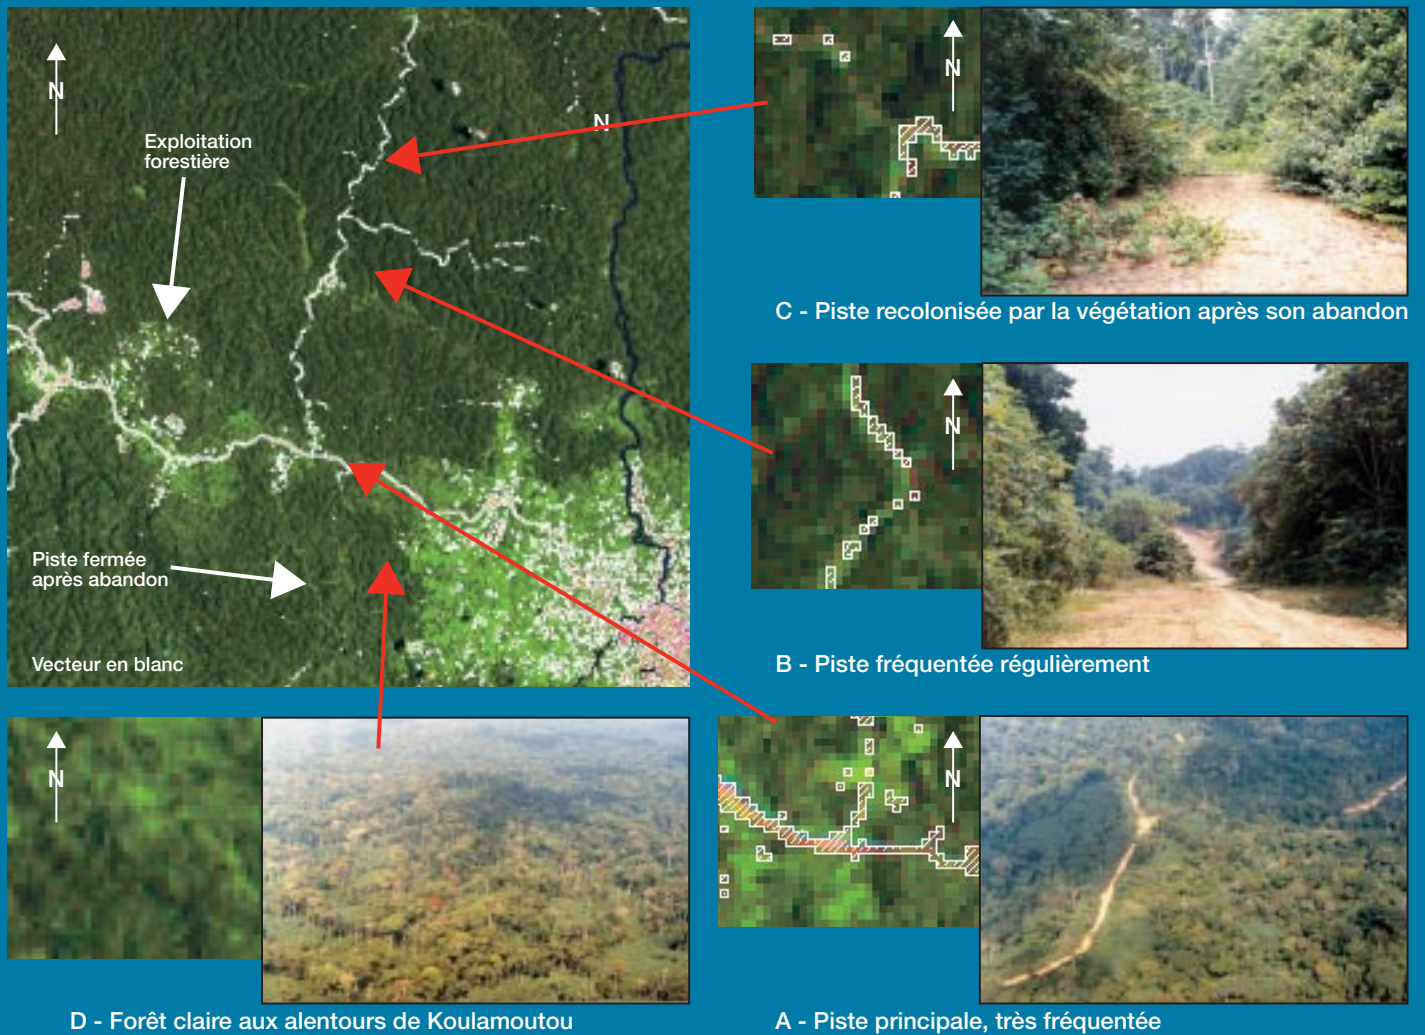 N
N
Exploitation
forestière
Piste fermée
après abandon
Vecteur en blanc
N
C - Piste recolonisée par la végétation après son abandon
N
B - Piste fréquentée régulièrement
N
D - Forêt claire aux alentours de Koulamoutou
N
A - Piste principale, très fréquentée